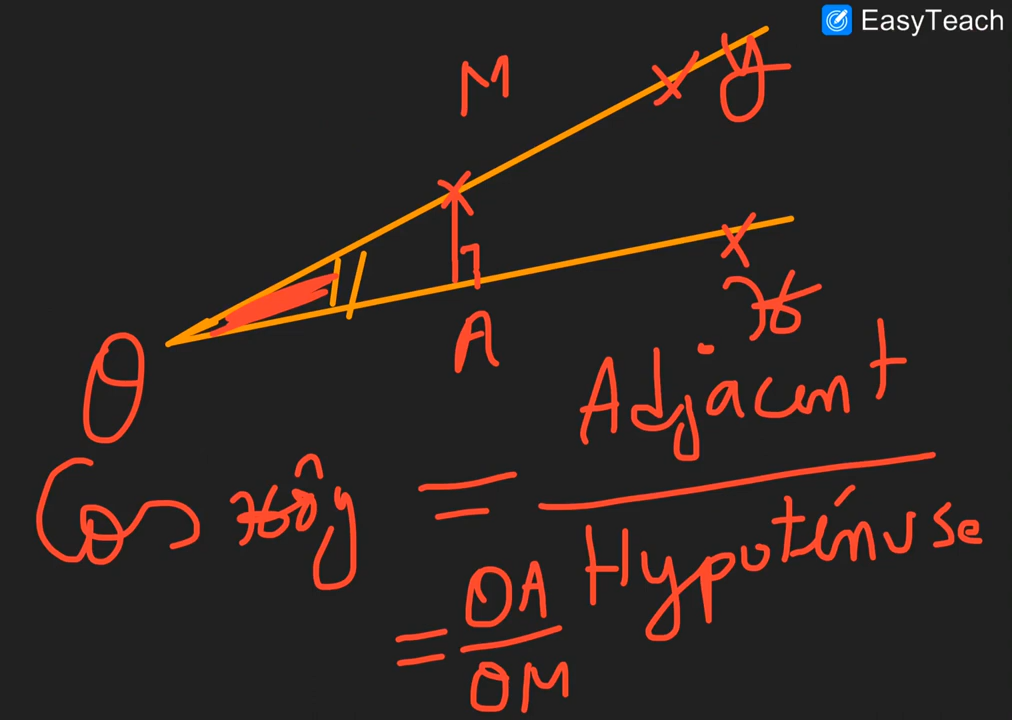 EasyTeach
M
y
A
x
O
Cos xôy = Adjacent / Hypoténuse
= OA / OM